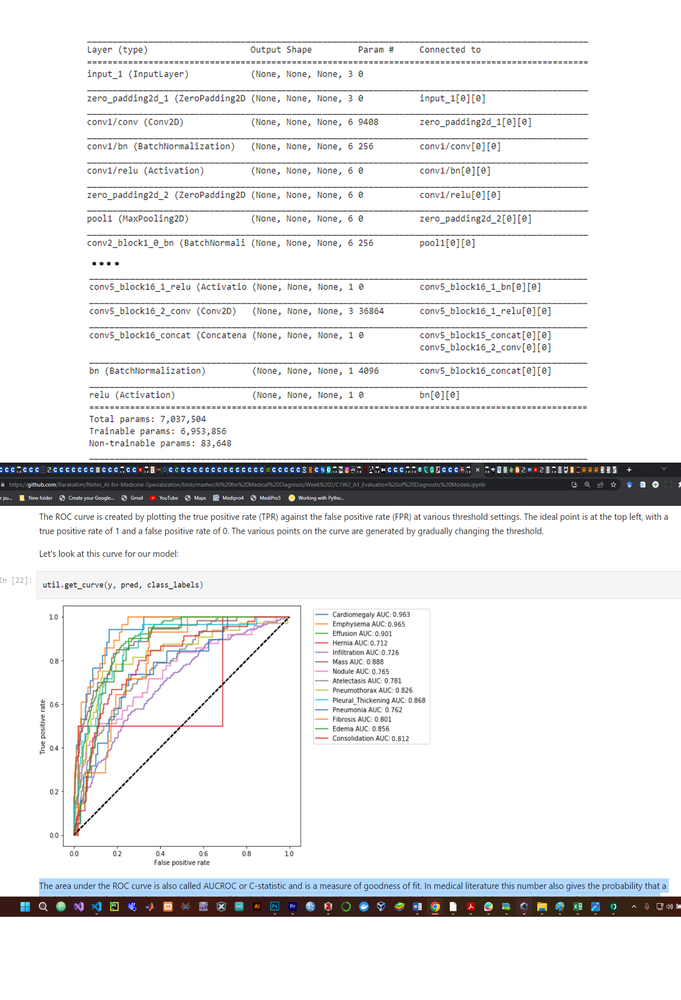 Layer (type) Output Shape Param # Connected to
input_1 (InputLayer) (None, None, None, 3 0
zero_padding2d_1 (ZeroPadding2D (None, None, None, 3 0 input_1[0][0]
conv1/conv (Conv2D) (None, None, None, 6 9408 zero_padding2d_1[0][0]
conv1/bn (BatchNormalization) (None, None, None, 6 256 conv1/conv[0][0]
conv1/relu (Activation) (None, None, None, 6 0 conv1/bn[0][0]
zero_padding2d_2 (ZeroPadding2D (None, None, None, 6 0 conv1/relu[0][0]
pool1 (MaxPooling2D) (None, None, None, 6 0 zero_padding2d_2[0][0]
conv2_block1_0_bn (BatchNormali (None, None, None, 6 256 pool1[0][0]
....
conv5_block16_1_relu (Activatio (None, None, None, 1 0 conv5_block16_1_bn[0][0]
conv5_block16_2_conv (Conv2D) (None, None, None, 3 36864 conv5_block16_1_relu[0][0]
conv5_block16_concat (Concatena (None, None, None, 1 0 conv5_block15_concat[0][0]
conv5_block16_2_conv[0][0]
bn (BatchNormalization) (None, None, None, 1 4096 conv5_block16_concat[0][0]
relu (Activation) (None, None, None, 1 0 bn[0][0]
Total params: 7,037,504
Trainable params: 6,953,856
Non-trainable params: 83,648
https://github.com/BarakaKim/Notes_AI-for-Medicine-Specialization/blob/master/AI%20for%20Medical%20Diagnosis/Week%202/C1W2_A1_Evaluation%20of%20Diagnostic%20Models.ipynb
r pu... New folder Create your Google... Gmail YouTube Maps Medipro4 MediPro5 Working with Pytho...
The ROC curve is created by plotting the true positive rate (TPR) against the false positive rate (FPR) at various threshold settings. The ideal point is at the top left, with a
true positive rate of 1 and a false positive rate of 0. The various points on the curve are generated by gradually changing the threshold.
Let's look at this curve for our model:
In [22]:
util.get_curve(y, pred, class_labels)
1.0
0.8
0.6
0.4
0.2
0.0
True positive rate
0.0 0.2 0.4 0.6 0.8 1.0
False positive rate
Cardiomegaly AUC: 0.963
Emphysema AUC: 0.965
Effusion AUC: 0.901
Hernia AUC: 0.712
Infiltration AUC: 0.726
Mass AUC: 0.888
Nodule AUC: 0.765
Atelectasis AUC: 0.781
Pneumothorax AUC: 0.826
Pleural_Thickening AUC: 0.868
Pneumonia AUC: 0.762
Fibrosis AUC: 0.801
Edema AUC: 0.856
Consolidation AUC: 0.812
The area under the ROC curve is also called AUCROC or C-statistic and is a measure of goodness of fit. In medical literature this number also gives the probability that a